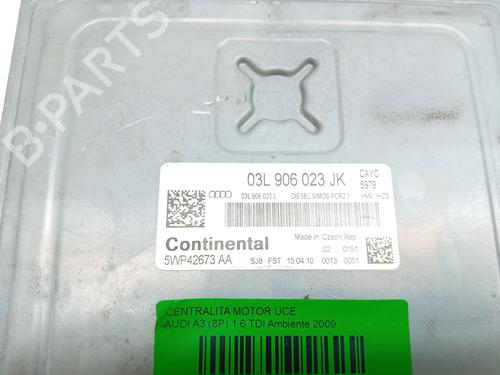 B-PARTS
03L 906 023 JK
CAYC
5979
03L 906 023 L DIESEL SIMOS PCR2.1 HW H23
Continental
Made in Czech Rep
02 0151
5WP42673 AA
SJ8 FST 15 04 10 0013 0051
CENTRALITA MOTOR UCE
AUDI A3 (8P) 1.6 TDI Ambiente 2009